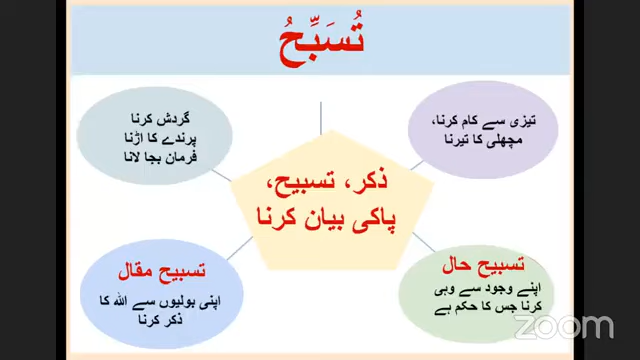 تُسَبِّحُ
تیزی سے کام کرنا،
مچھلی کا تیرنا
گردش کرنا
پرندے کا اڑنا
فرمان بجا لانا
ذکر، تسبیح،
پاکی بیان کرنا
تسبیح حال
اپنے وجود سے وہی
کرنا جس کا حکم ہے
تسبیح مقال
اپنی بولیوں سے اللہ کا
ذکر کرنا
zoom